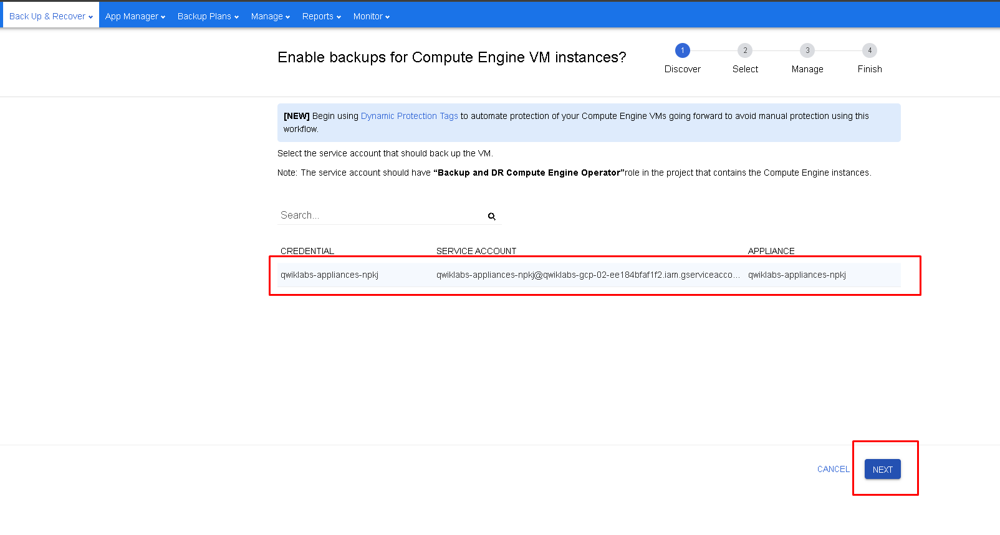 Back Up & Recover App Manager Backup Plans Manage Reports Monitor
Enable backups for Compute Engine VM instances?
1 2 3 4
Discover Select Manage Finish
[NEW] Begin using Dynamic Protection Tags to automate protection of your Compute Engine VMs going forward to avoid manual protection using this
workflow.
Select the service account that should back up the VM.
Note: The service account should have “Backup and DR Compute Engine Operator”role in the project that contains the Compute Engine instances.
Search...
CREDENTIAL SERVICE ACCOUNT APPLIANCE
qwiklabs-appliances-npkj qwiklabs-appliances-npkj@qwiklabs-gcp-02-ee184bfaf1f2.iam.gserviceacco... qwiklabs-appliances-npkj
CANCEL NEXT